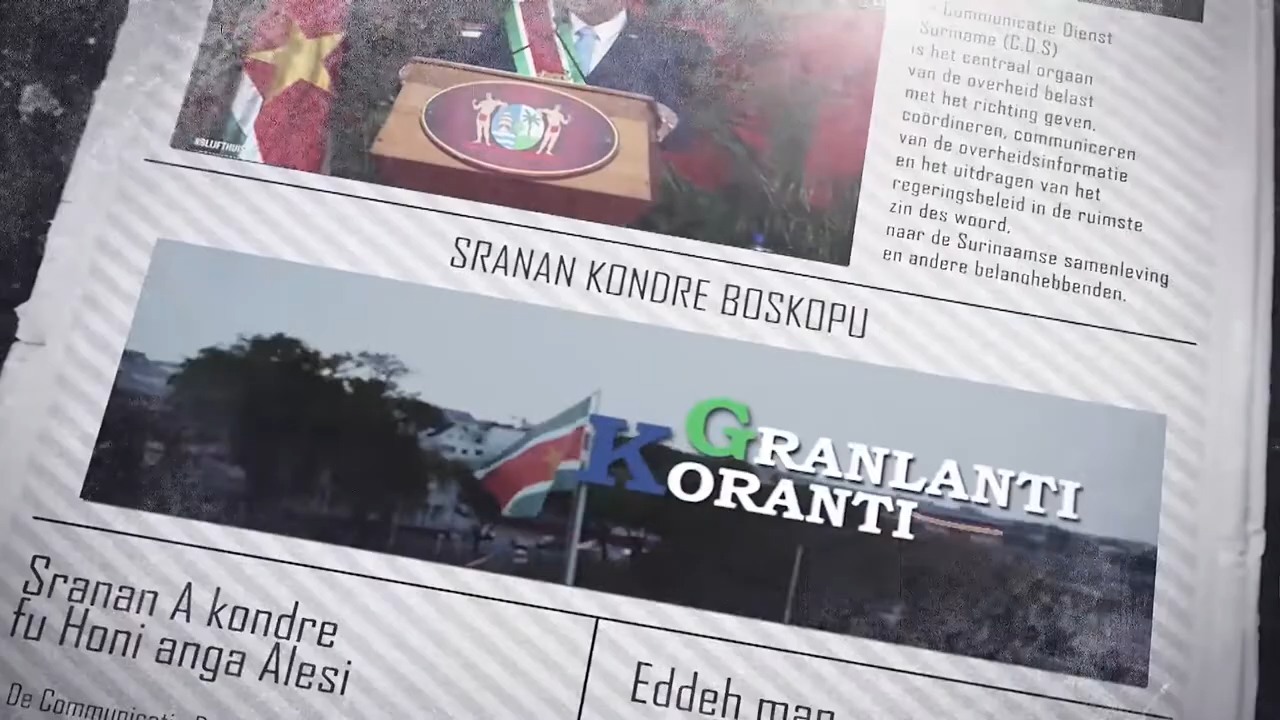 Communicatie Dienst
Suriname (C.D.S)
is het centraal orgaan
van de overheid belast
met het richting geven,
coördineren, communiceren
van de overheidsinformatie
en het uitdragen van het
regeringsbeleid in de ruimste
zin des woord,
naar de Surinaamse samenleving
en andere belanghebbenden.
SRANAN KONDRE BOSKOPU
GRANLANTI
KORANTI
Sranan A kondre
fu Honi anga Alesi
Eddeh man
De